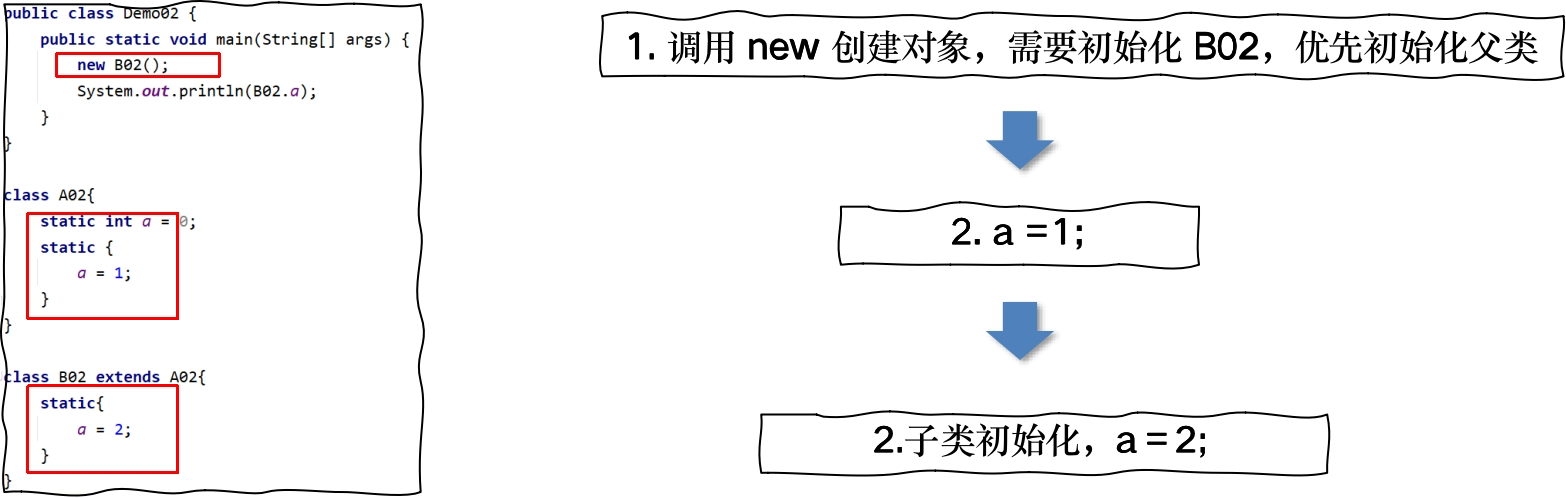 public class Demo02 {
    public static void main(String[] args) {
        new B02();
        System.out.println(B02.a);
    }
}
class A02{
    static int a = 0;
    static {
        a = 1;
    }
}
class B02 extends A02{
    static{
        a = 2;
    }
}
1. 调用 new 创建对象，需要初始化 B02，优先初始化父类
2. a =1;
2.子类初始化，a = 2;